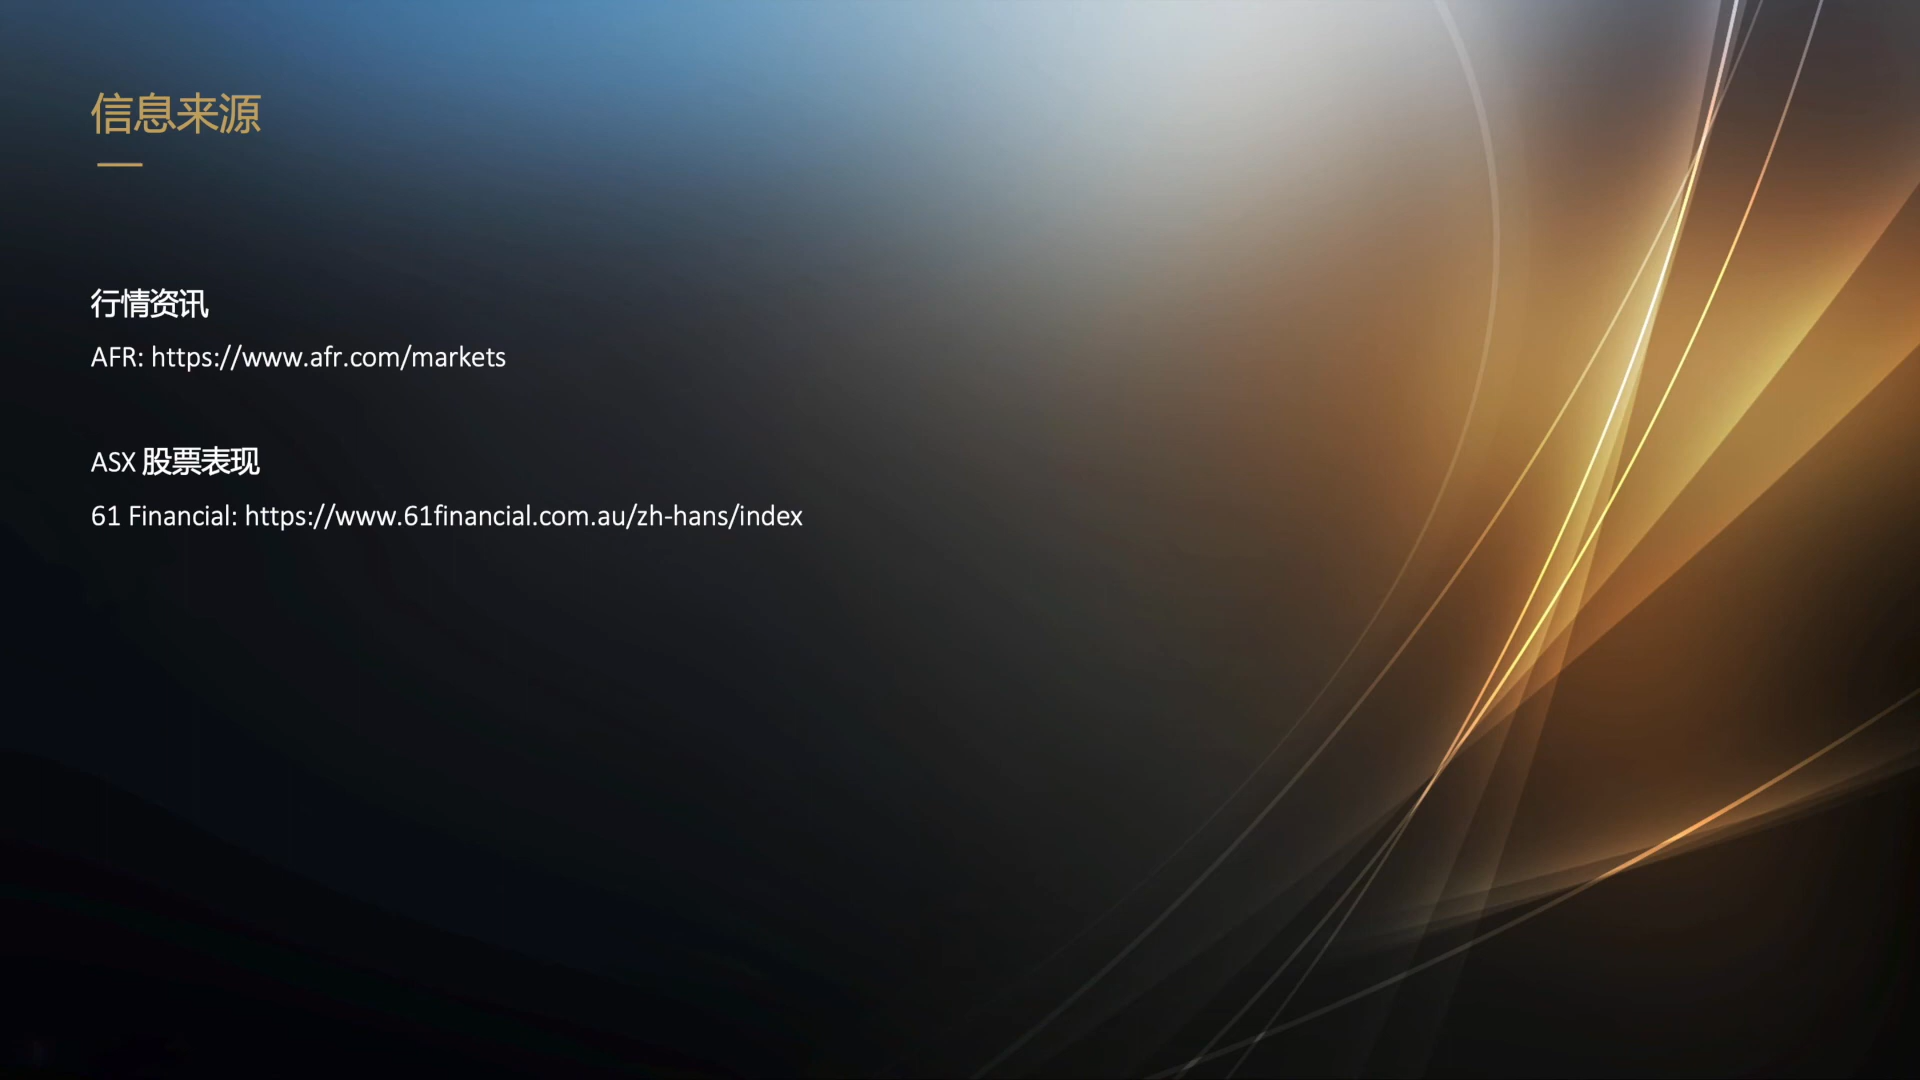 信息来源
行情资讯
AFR: https://www.afr.com/markets
ASX 股票表现
61 Financial: https://www.61financial.com.au/zh-hans/index